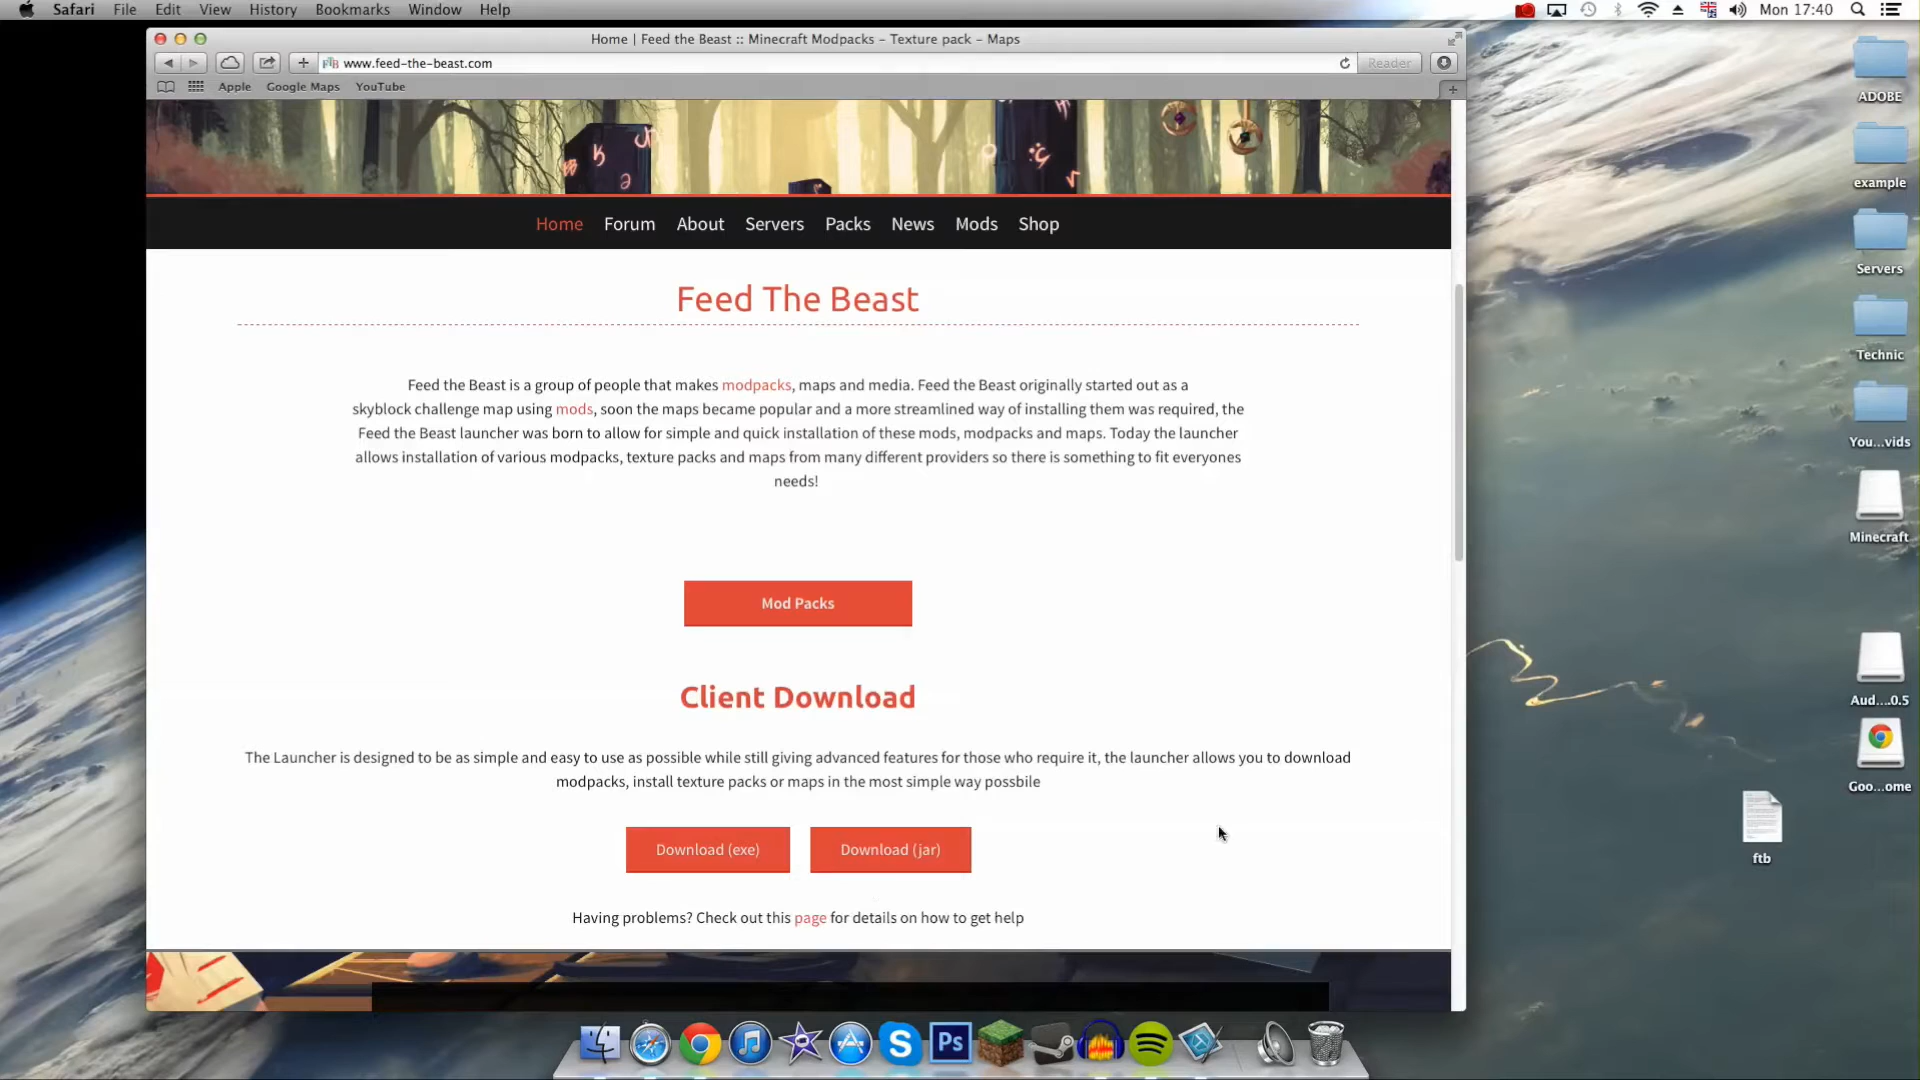 Safari File Edit View History Bookmarks Window Help
Mon 17:40
Home | Feed the Beast :: Minecraft Modpacks – Texture pack – Maps
www.feed-the-beast.com
Reader
Apple Google Maps YouTube
Home Forum About Servers Packs News Mods Shop
Feed The Beast
Feed the Beast is a group of people that makes modpacks, maps and media. Feed the Beast originally started out as a
skyblock challenge map using mods, soon the maps became popular and a more streamlined way of installing them was required, the
Feed the Beast launcher was born to allow for simple and quick installation of these mods, modpacks and maps. Today the launcher
allows installation of various modpacks, texture packs and maps from many different providers so there is something to fit everyones
needs!
Mod Packs
Client Download
The Launcher is designed to be as simple and easy to use as possible while still giving advanced features for those who require it, the launcher allows you to download
modpacks, install texture packs or maps in the most simple way possbile
Download (exe) Download (jar)
Having problems? Check out this page for details on how to get help
ADOBE
example
Servers
Technic
You...vids
Minecraft
Aud....0.5
Goo...ome
ftb
Ps